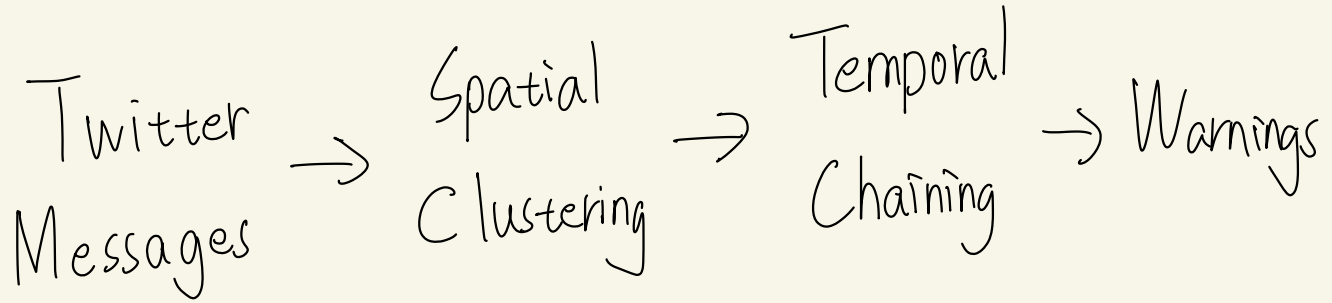 Twitter
Messages
→
Spatial
Clustering
→
Temporal
Chaining
→
Warnings